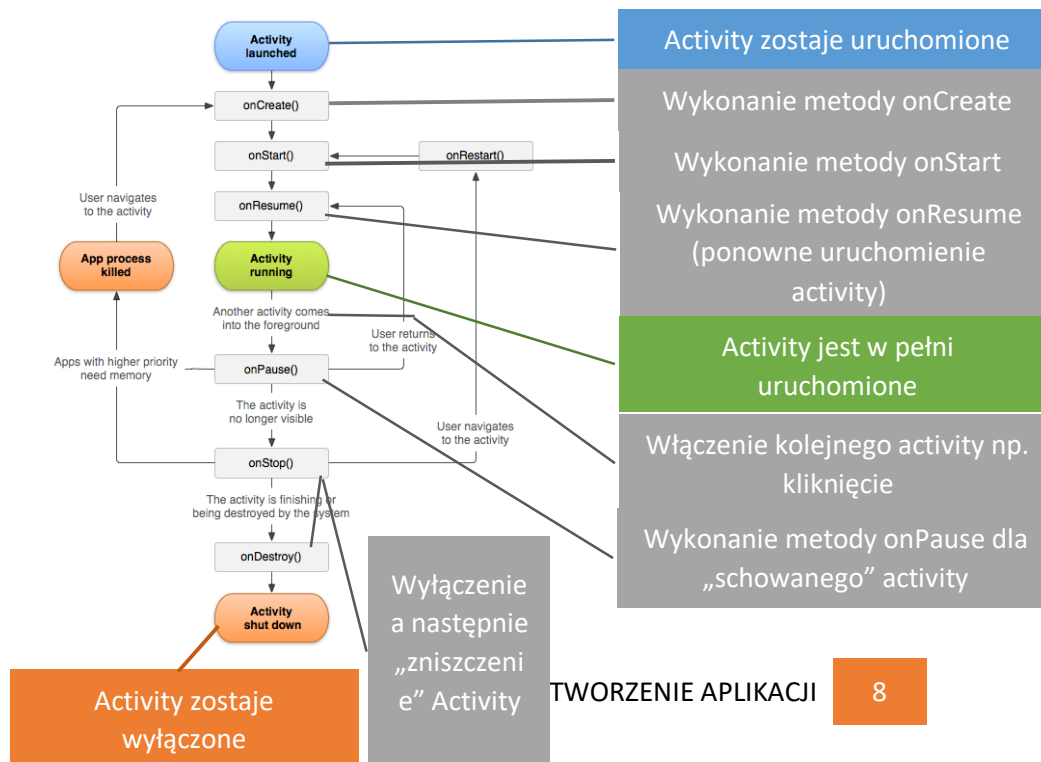 Activity
launched
Activity zostaje uruchomione
onCreate()
Wykonanie metody onCreate
onStart()
onRestart()
Wykonanie metody onStart
User navigates
to the activity
onResume()
Wykonanie metody onResume
(ponowne uruchomienie
activity)
App process
killed
Activity
running
Another activity comes
into the foreground
User returns
to the activity
Activity jest w pełni
uruchomione
Apps with higher priority
need memory
onPause()
The activity is
no longer visible
User navigates
to the activity
Włączenie kolejnego activity np.
kliknięcie
onStop()
The activity is finishing or
being destroyed by the system
Wykonanie metody onPause dla
„schowanego” activity
onDestroy()
Wyłączenie
a następnie
„zniszczeni
e” Activity
Activity
shut down
Activity zostaje
wyłączone
TWORZENIE APLIKACJI
8